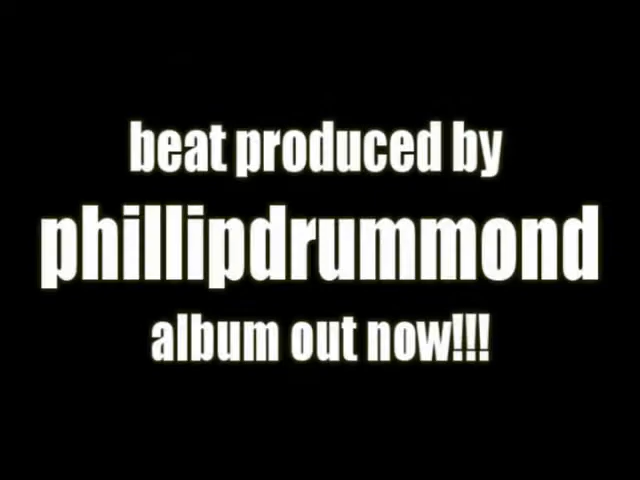 beat produced by
phillipdrummond
album out now!!!